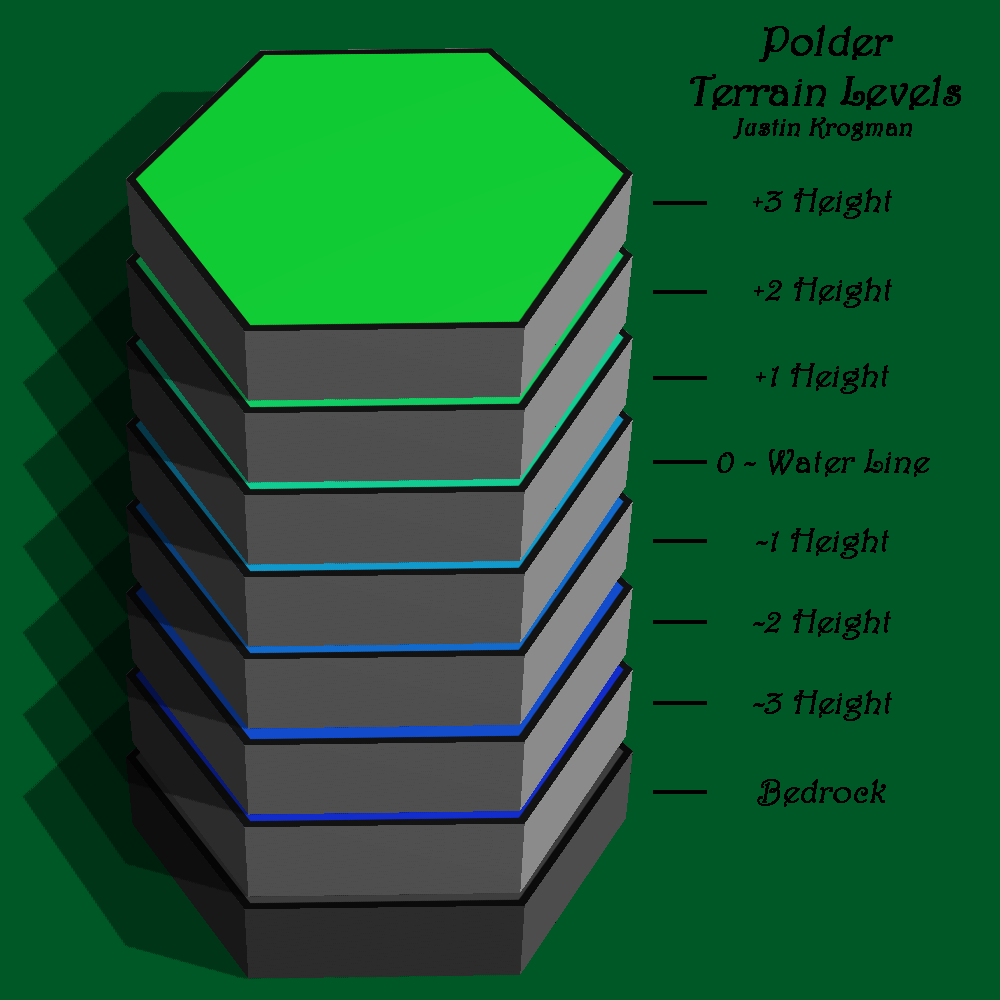 Polder
Terrain Levels
Justin Krogman
+3 Height
+2 Height
+1 Height
0 - Water Line
-1 Height
-2 Height
-3 Height
Bedrock